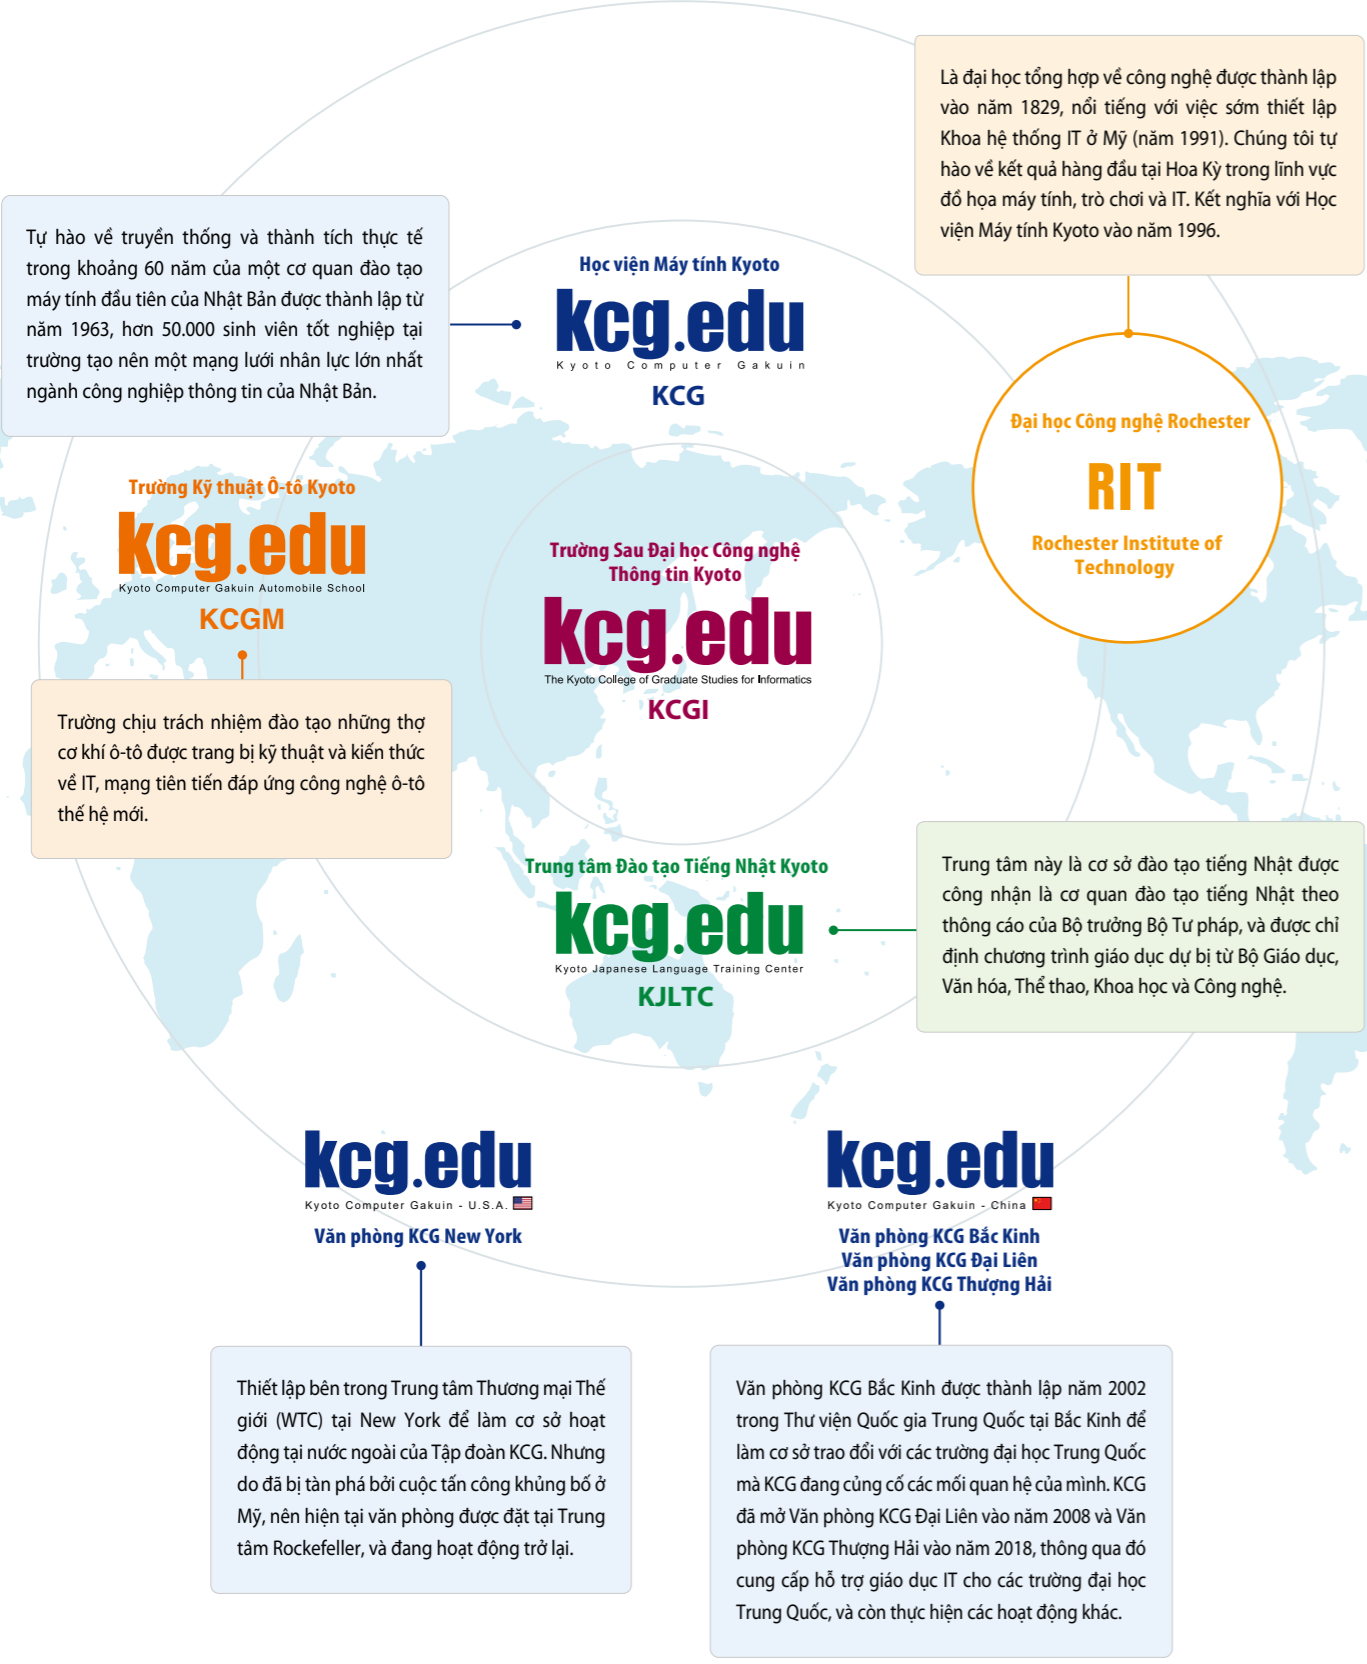 Là đại học tổng hợp về công nghệ được thành lập
vào năm 1829, nổi tiếng với việc sớm thiết lập
Khoa hệ thống IT ở Mỹ (năm 1991). Chúng tôi tự
hào về kết quả hàng đầu tại Hoa Kỳ trong lĩnh vực
đồ họa máy tính, trò chơi và IT. Kết nghĩa với Học
viện Máy tính Kyoto vào năm 1996.
Tự hào về truyền thống và thành tích thực tế
trong khoảng 60 năm của một cơ quan đào tạo
máy tính đầu tiên của Nhật Bản được thành lập từ
năm 1963, hơn 50.000 sinh viên tốt nghiệp tại
trường tạo nên một mạng lưới nhân lực lớn nhất
ngành công nghiệp thông tin của Nhật Bản.
Học viện Máy tính Kyoto
kcg.edu
Kyoto Computer Gakuin
KCG
Đại học Công nghệ Rochester
RIT
Rochester Institute of
Technology
Trường Kỹ thuật Ô-tô Kyoto
kcg.edu
Kyoto Computer Gakuin Automobile School
KCGM
Trường Sau Đại học Công nghệ
Thông tin Kyoto
kcg.edu
The Kyoto College of Graduate Studies for Informatics
KCGI
Trường chịu trách nhiệm đào tạo những thợ
cơ khí ô-tô được trang bị kỹ thuật và kiến thức
về IT, mạng tiên tiến đáp ứng công nghệ ô-tô
thế hệ mới.
Trung tâm Đào tạo Tiếng Nhật Kyoto
kcg.edu
Kyoto Japanese Language Training Center
KJLTC
Trung tâm này là cơ sở đào tạo tiếng Nhật được
công nhận là cơ quan đào tạo tiếng Nhật theo
thông cáo của Bộ trưởng Bộ Tư pháp, và được chỉ
định chương trình giáo dục dự bị từ Bộ Giáo dục,
Văn hóa, Thể thao, Khoa học và Công nghệ.
kcg.edu
Kyoto Computer Gakuin - U.S.A.
Văn phòng KCG New York
kcg.edu
Kyoto Computer Gakuin - China
Văn phòng KCG Bắc Kinh
Văn phòng KCG Đại Liên
Văn phòng KCG Thượng Hải
Thiết lập bên trong Trung tâm Thương mại Thế
giới (WTC) tại New York để làm cơ sở hoạt
động tại nước ngoài của Tập đoàn KCG. Nhưng
do đã bị tàn phá bởi cuộc tấn công khủng bố ở
Mỹ, nên hiện tại văn phòng được đặt tại Trung
tâm Rockefeller, và đang hoạt động trở lại.
Văn phòng KCG Bắc Kinh được thành lập năm 2002
trong Thư viện Quốc gia Trung Quốc tại Bắc Kinh để
làm cơ sở trao đổi với các trường đại học Trung Quốc
mà KCG đang củng cố các mối quan hệ của mình. KCG
đã mở Văn phòng KCG Đại Liên vào năm 2008 và Văn
phòng KCG Thượng Hải vào năm 2018, thông qua đó
cung cấp hỗ trợ giáo dục IT cho các trường đại học
Trung Quốc, và còn thực hiện các hoạt động khác.